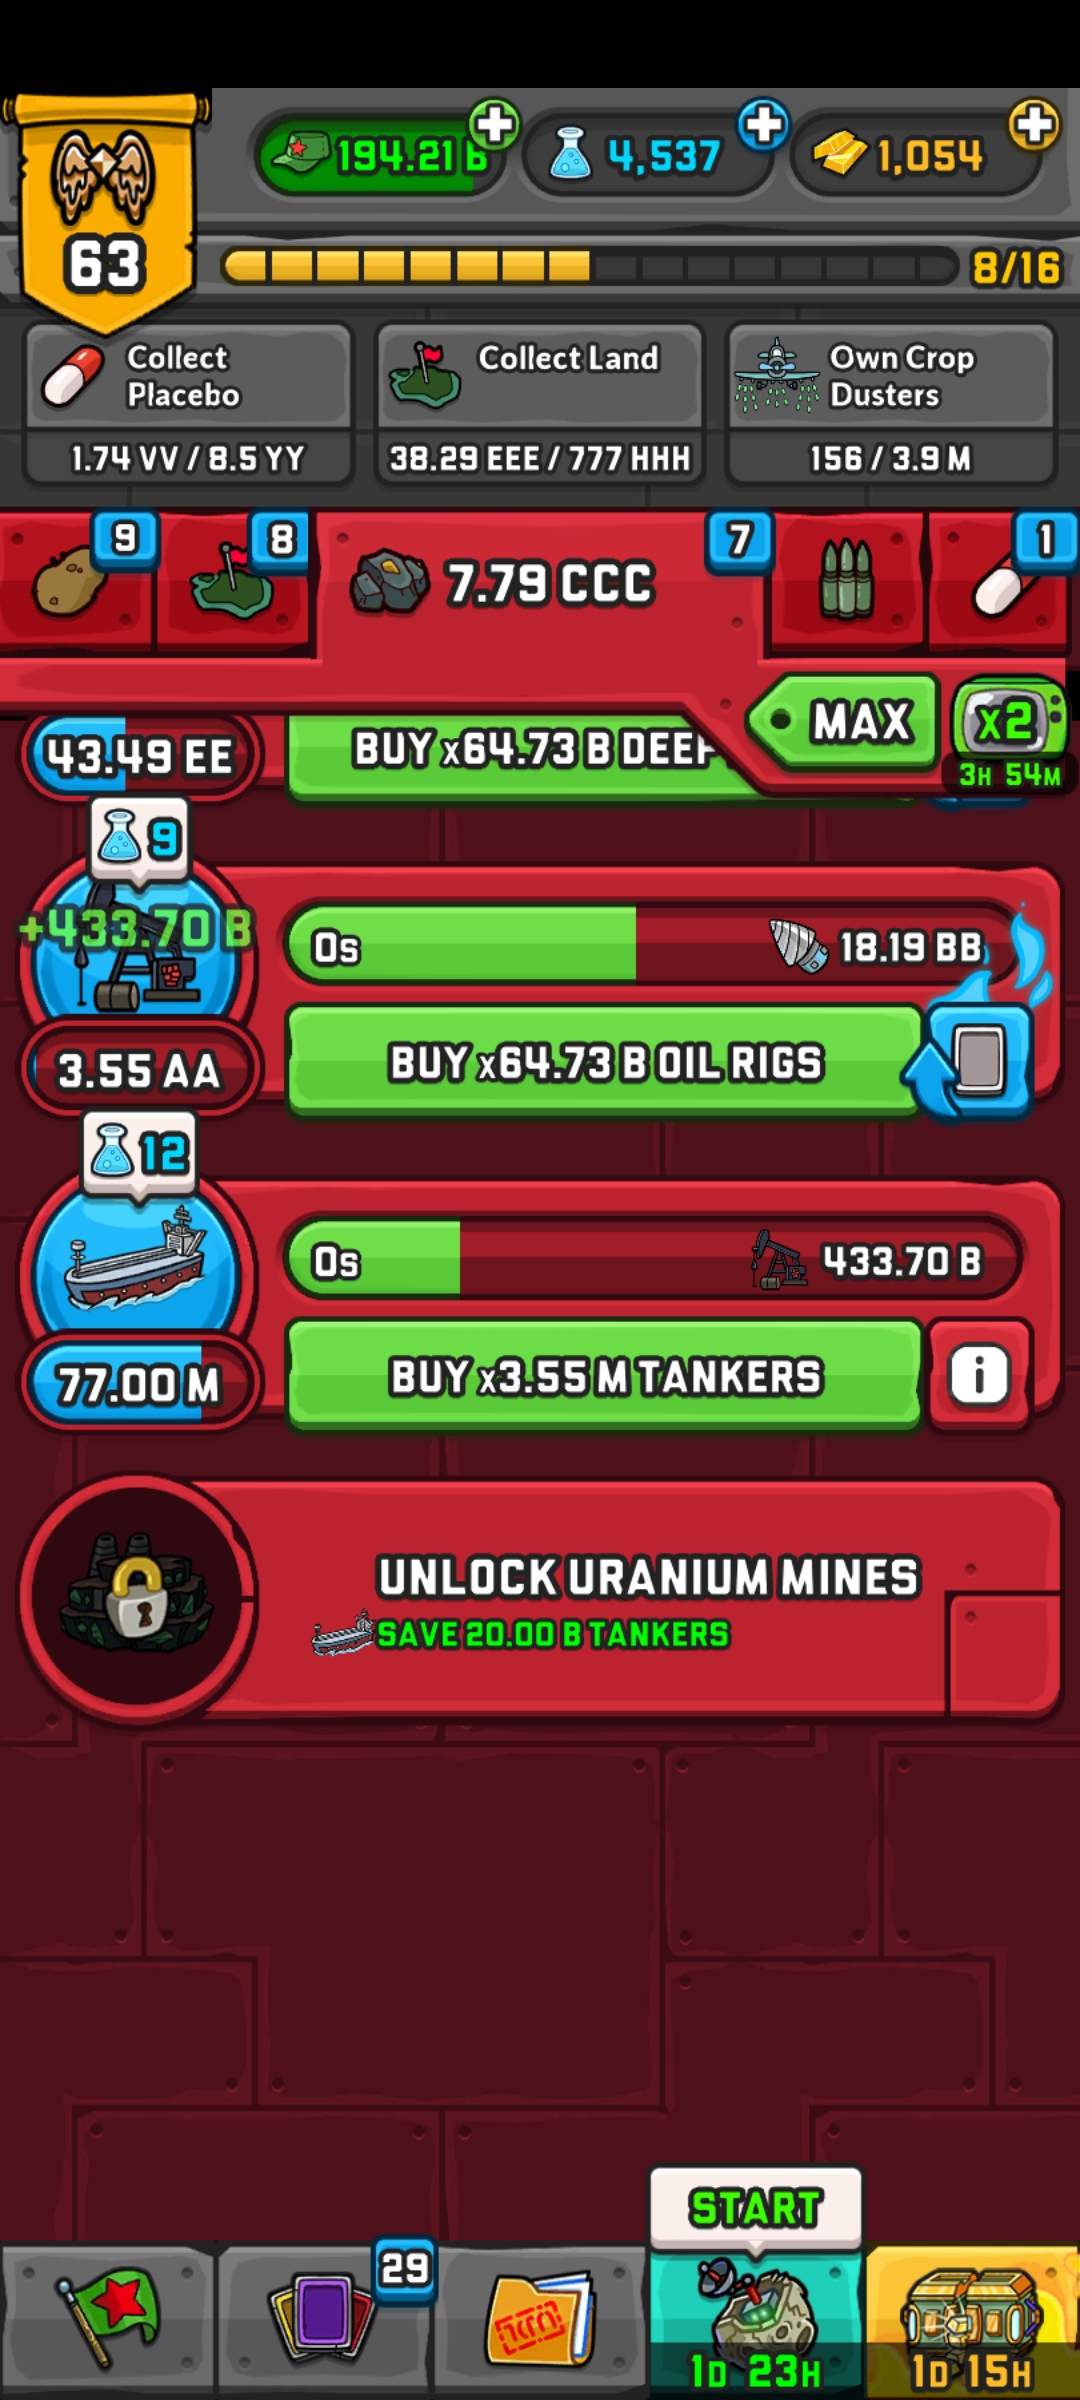 194.21 B
4,537
1,054
63
8/16
Collect
Placebo
1.74 VV / 8.5 YY
Collect Land
38.29 EEE / 777 HHH
Own Crop
Dusters
156 / 3.9 M
9
8
7.79 CCC
7
1
MAX
x2
3H 54M
43.49 EE
BUY x64.73 B DEEP
9
+433.70 B
0s
18.19 BB
3.55 AA
BUY x64.73 B OIL RIGS
12
0s
433.70 B
77.00 M
BUY x3.55 M TANKERS
i
UNLOCK URANIUM MINES
SAVE 20.00 B TANKERS
START
29
1D 23H
1D 15H